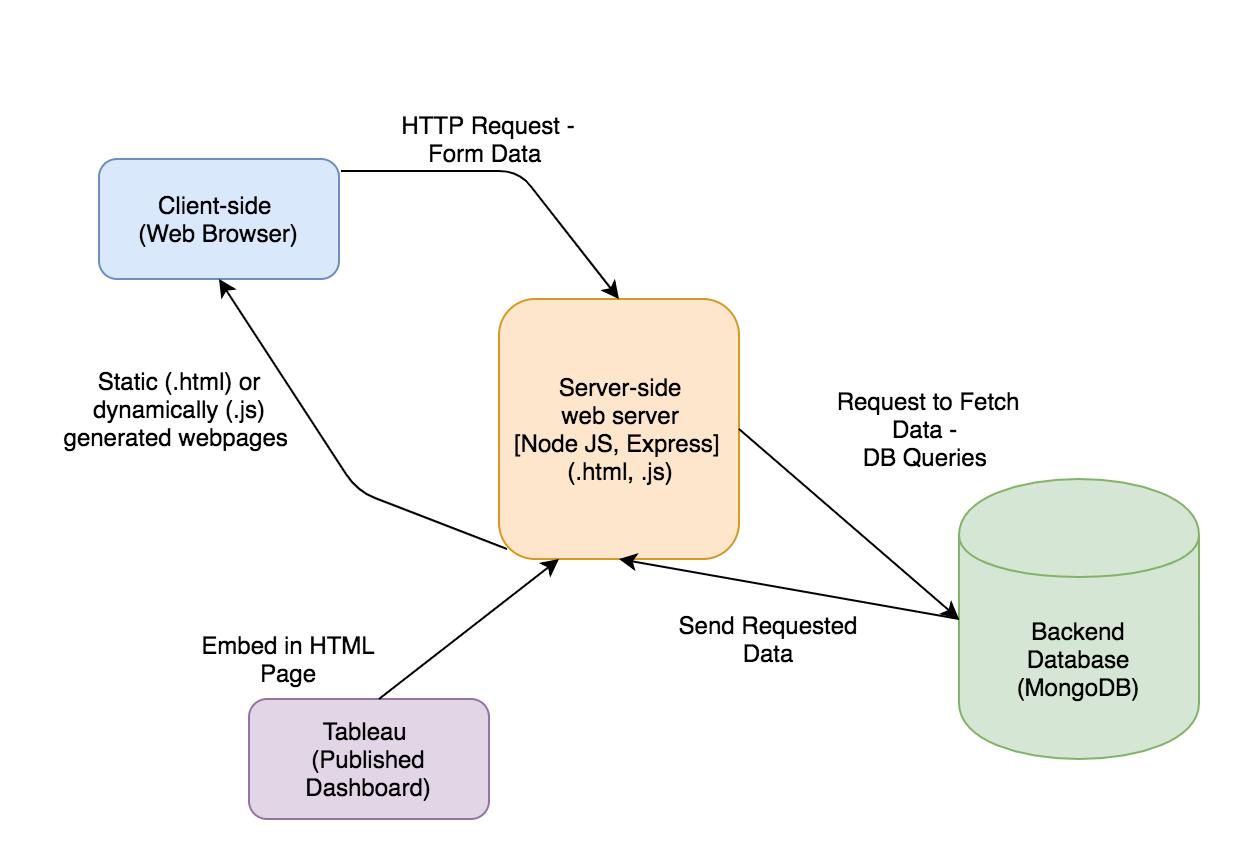 HTTP Request -
Form Data
Client-side
(Web Browser)
Static (.html) or
dynamically (.js)
generated webpages
Server-side
web server
[Node JS, Express]
(.html, .js)
Request to Fetch
Data -
DB Queries
Send Requested
Data
Backend
Database
(MongoDB)
Embed in HTML
Page
Tableau
(Published
Dashboard)